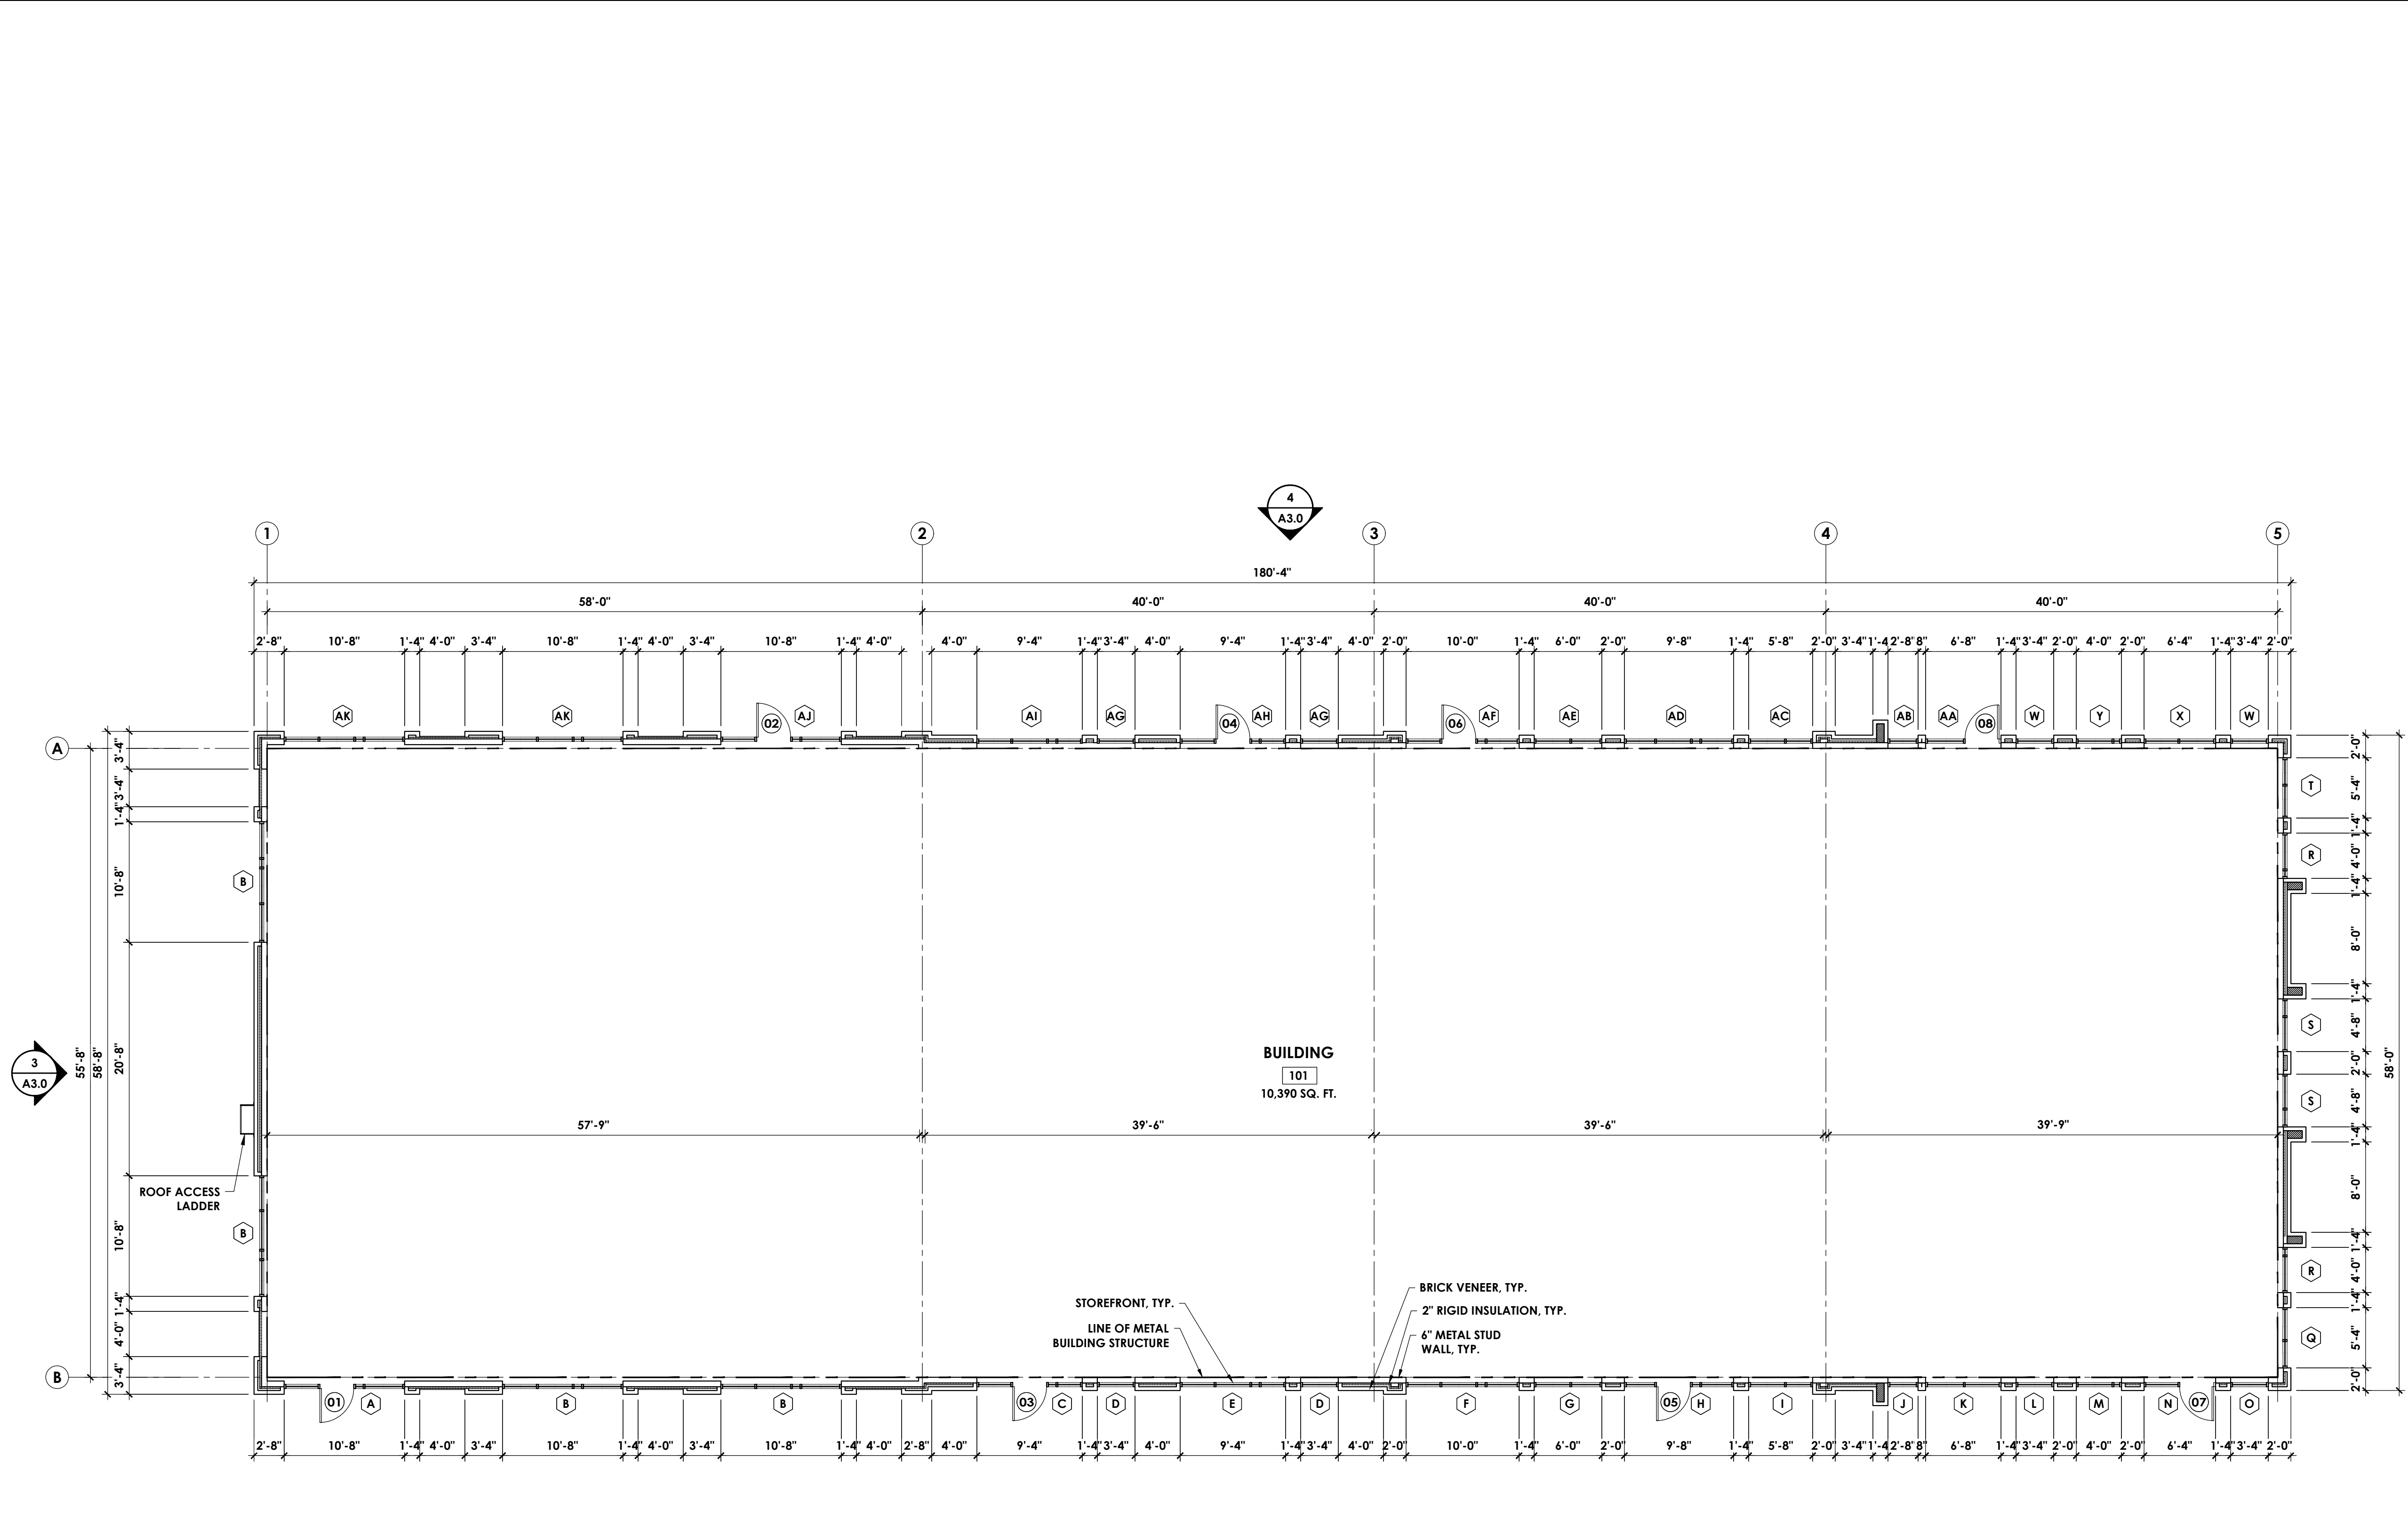 4
A3.0
1 2 3 4 5
180'-4"
58'-0" 40'-0" 40'-0" 40'-0"
2'-8" 10'-8" 1'-4" 4'-0" 3'-4" 10'-8" 1'-4" 4'-0" 3'-4" 10'-8" 1'-4" 4'-0" 4'-0" 9'-4" 1'-4" 3'-4" 4'-0" 9'-4" 1'-4" 3'-4" 4'-0" 2'-0" 10'-0" 1'-4" 6'-0" 2'-0" 9'-8" 1'-4" 5'-8" 2'-0" 3'-4" 1'-4 2'-8" 8" 6'-8" 1'-4" 3'-4" 2'-0" 4'-0" 2'-0" 6'-4" 1'-4" 3'-4" 2'-0"
AK AK 02 AJ AI AG 04 AH AG 06 AF AE AD AC AB AA 08 W Y X W
A
3'-4"
3'-4"
1'-4"
10'-8"
20'-8"
10'-8"
1'-4"
4'-0"
3'-4"
55'-8"
58'-8"
B
B
3
A3.0
ROOF ACCESS
LADDER
BUILDING
101
10,390 SQ. FT.
57'-9" 39'-6" 39'-6" 39'-9"
STOREFRONT, TYP.
LINE OF METAL
BUILDING STRUCTURE
BRICK VENEER, TYP.
2" RIGID INSULATION, TYP.
6" METAL STUD
WALL, TYP.
T
R
S
S
R
Q
2'-0"
5'-4"
1'-4"
4'-0"
1'-4"
8'-0"
1'-4"
4'-8"
2'-0"
4'-8"
1'-4"
8'-0"
1'-4"
4'-0"
1'-4"
5'-4"
2'-0"
58'-0"
B
01 A B B 03 C D E D F G 05 H I J K L M N 07 O
2'-8" 10'-8" 1'-4" 4'-0" 3'-4" 10'-8" 1'-4" 4'-0" 3'-4" 10'-8" 1'-4" 4'-0" 2'-8" 4'-0" 9'-4" 1'-4" 3'-4" 4'-0" 9'-4" 1'-4" 3'-4" 4'-0" 2'-0" 10'-0" 1'-4" 6'-0" 2'-0" 9'-8" 1'-4" 5'-8" 2'-0" 3'-4" 1'-4 2'-8" 8" 6'-8" 1'-4" 3'-4" 2'-0" 4'-0" 2'-0" 6'-4" 1'-4" 3'-4" 2'-0"